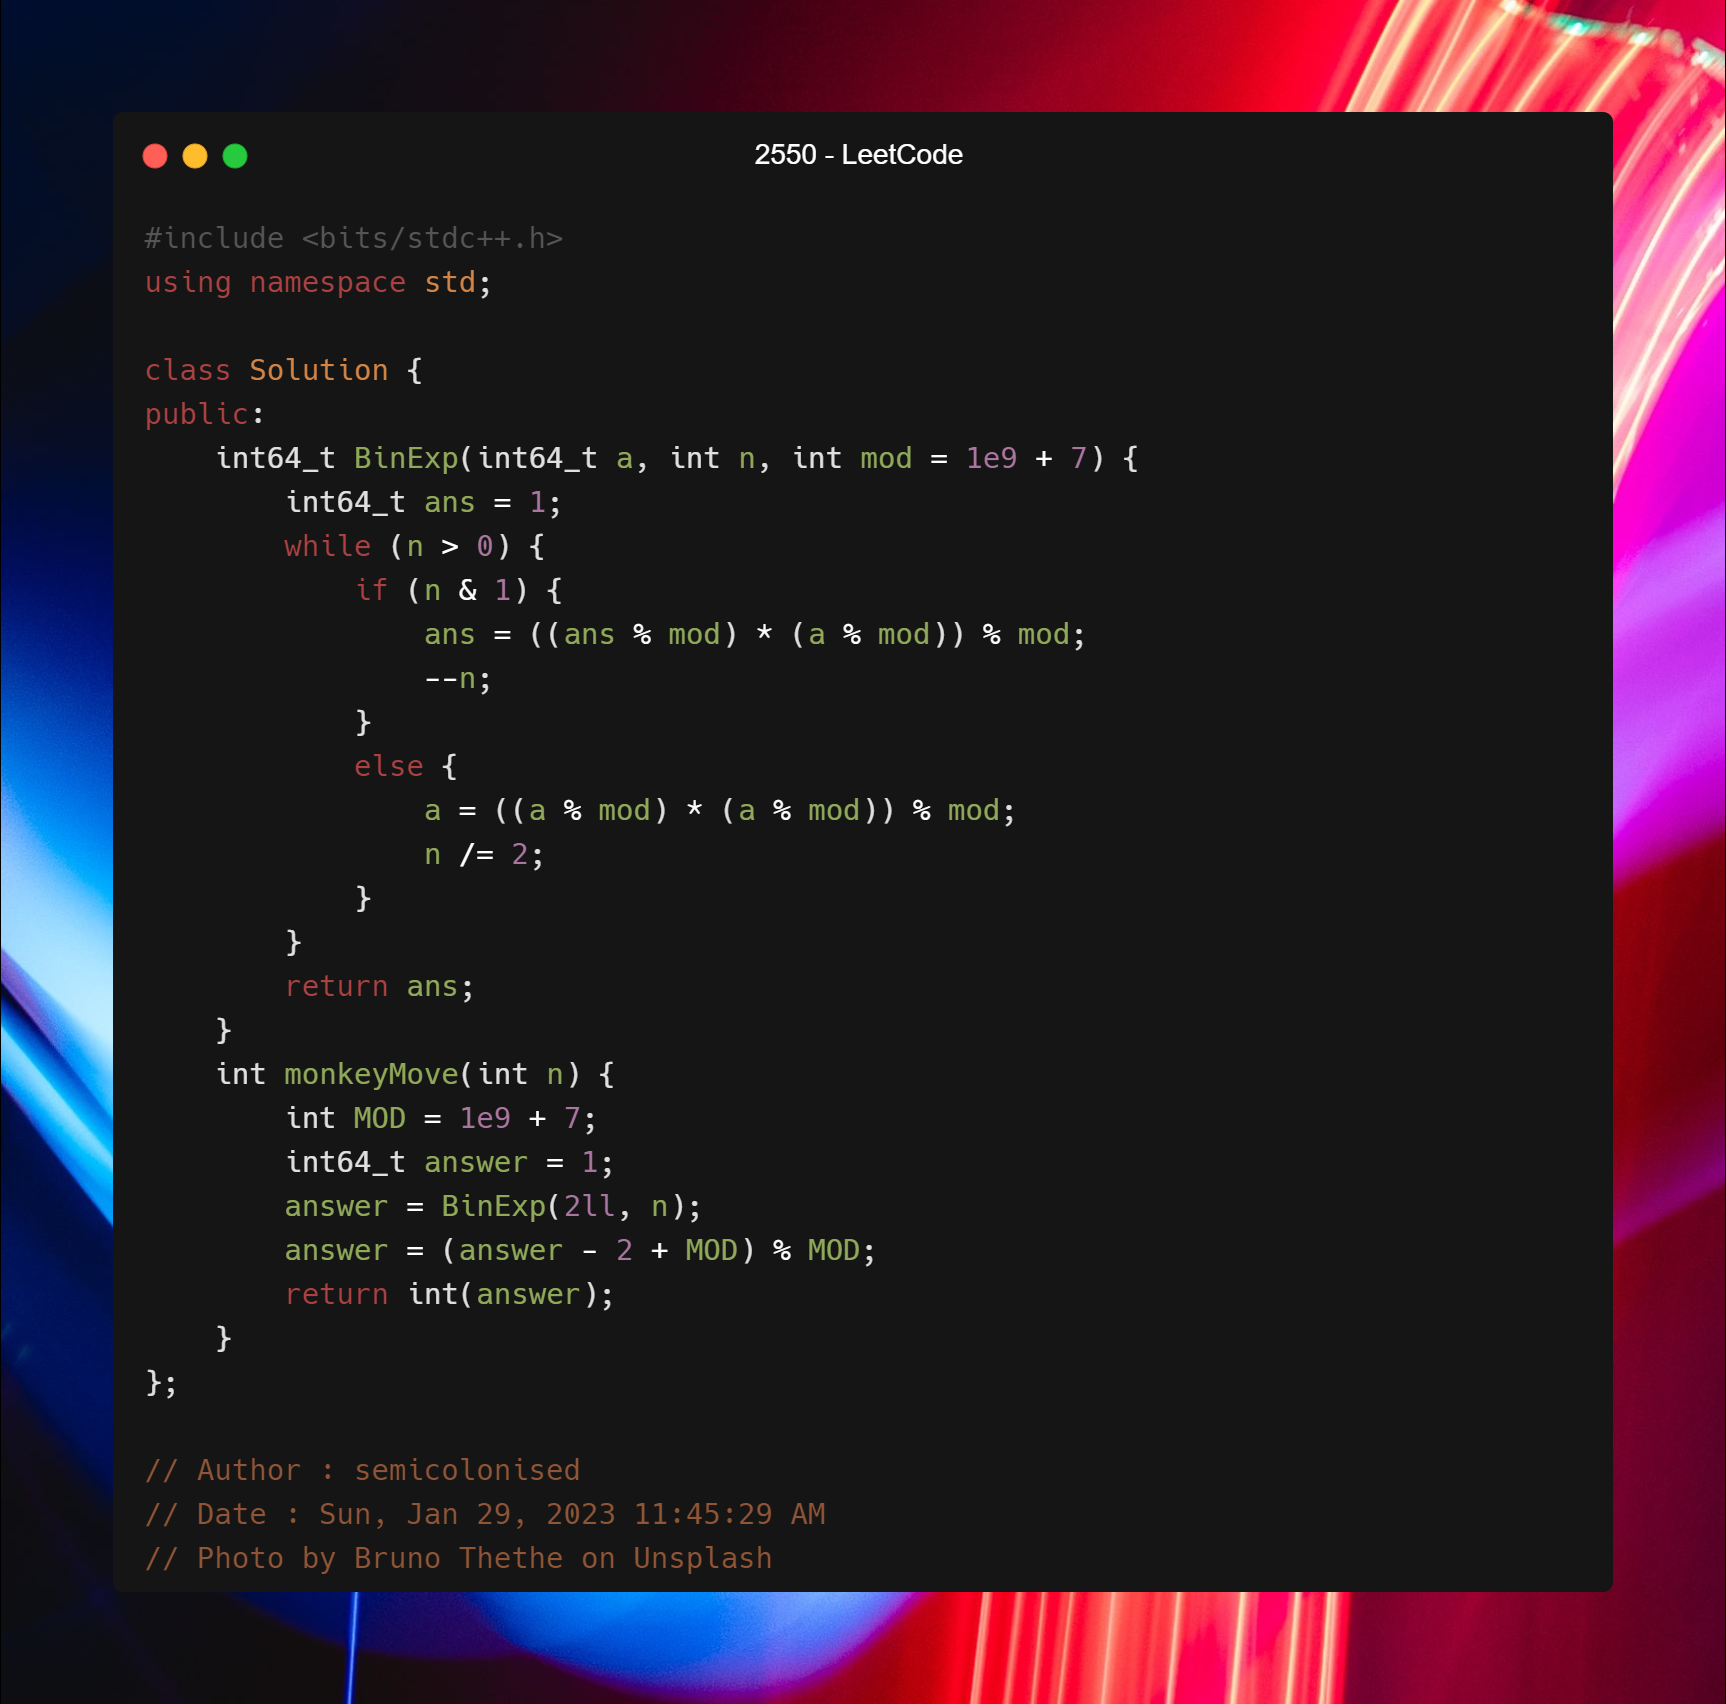 2550 - LeetCode
#include <bits/stdc++.h>
using namespace std;

class Solution {
public:
    int64_t BinExp(int64_t a, int n, int mod = 1e9 + 7) {
        int64_t ans = 1;
        while (n > 0) {
            if (n & 1) {
                ans = ((ans % mod) * (a % mod)) % mod;
                --n;
            }
            else {
                a = ((a % mod) * (a % mod)) % mod;
                n /= 2;
            }
        }
        return ans;
    }
    int monkeyMove(int n) {
        int MOD = 1e9 + 7;
        int64_t answer = 1;
        answer = BinExp(2ll, n);
        answer = (answer - 2 + MOD) % MOD;
        return int(answer);
    }
};

// Author : semicolonised
// Date : Sun, Jan 29, 2023 11:45:29 AM
// Photo by Bruno Thethe on Unsplash